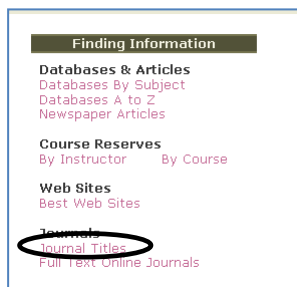 Finding Information
Databases & Articles
Databases By Subject
Databases A to Z
Newspaper Articles
Course Reserves
By Instructor By Course
Web Sites
Best Web Sites
Journals
Journal Titles
Full Text Online Journals